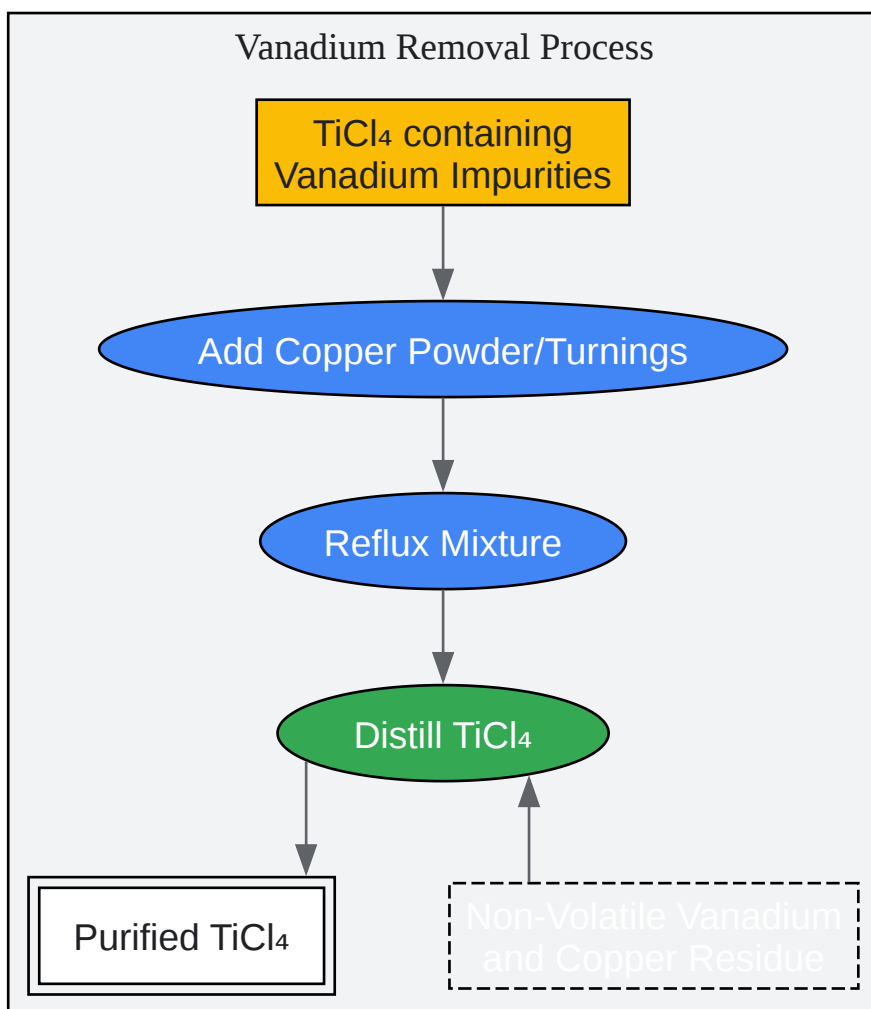 Vanadium Removal Process
TiCl₄ containing
Vanadium Impurities
Add Copper Powder/Turnings
Reflux Mixture
Distill TiCl₄
Purified TiCl₄
Non-Volatile Vanadium
and Copper Residue